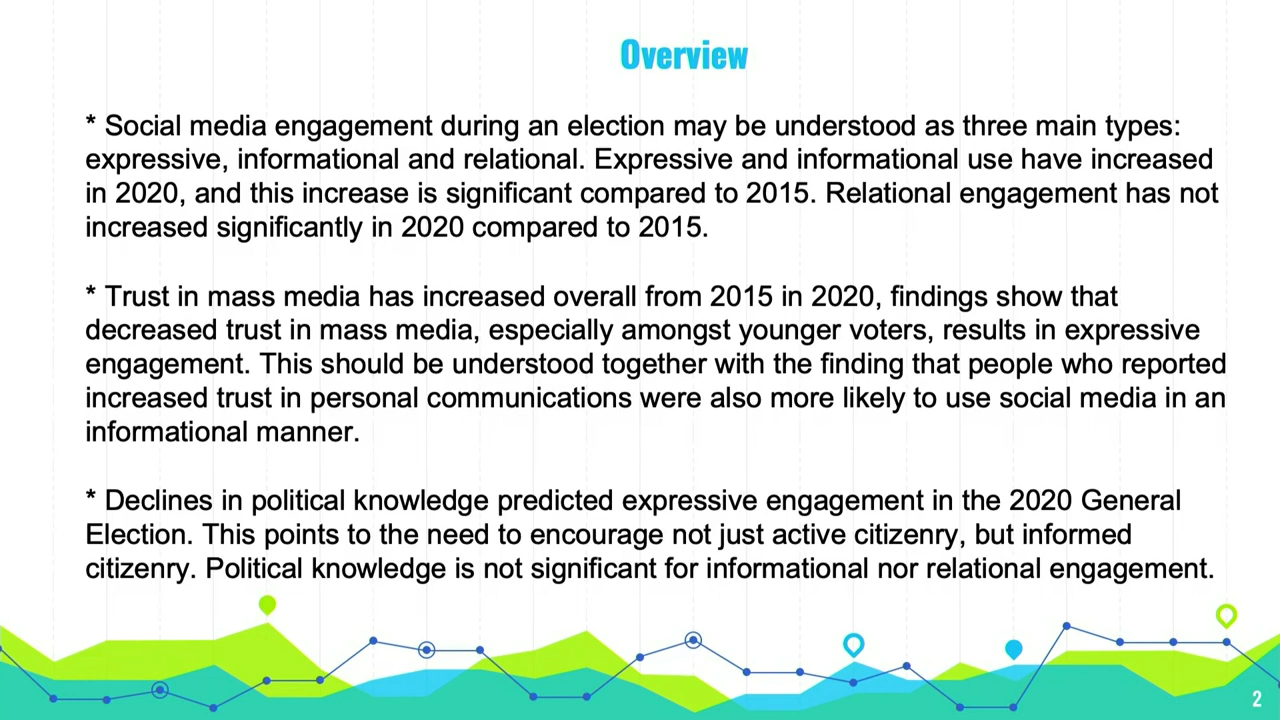 Overview
* Social media engagement during an election may be understood as three main types:
expressive, informational and relational. Expressive and informational use have increased
in 2020, and this increase is significant compared to 2015. Relational engagement has not
increased significantly in 2020 compared to 2015.
* Trust in mass media has increased overall from 2015 in 2020, findings show that
decreased trust in mass media, especially amongst younger voters, results in expressive
engagement. This should be understood together with the finding that people who reported
increased trust in personal communications were also more likely to use social media in an
informational manner.
* Declines in political knowledge predicted expressive engagement in the 2020 General
Election. This points to the need to encourage not just active citizenry, but informed
citizenry. Political knowledge is not significant for informational nor relational engagement.
2